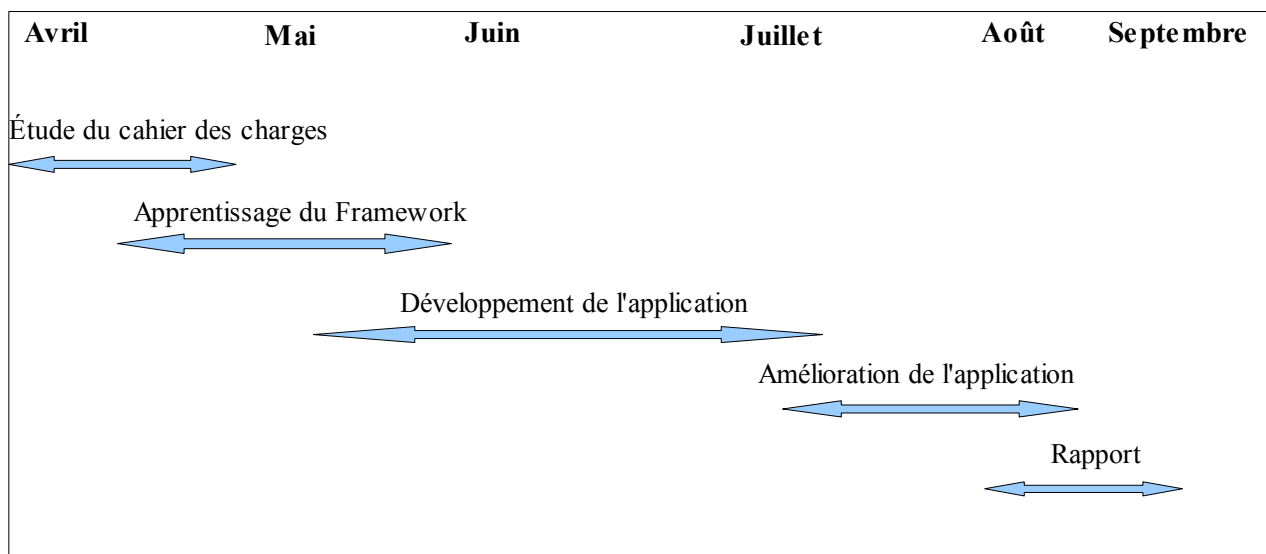 Avril Mai Juin Juillet Août Septembre
Étude du cahier des charges
Apprentissage du Framework
Développement de l'application
Amélioration de l'application
Rapport